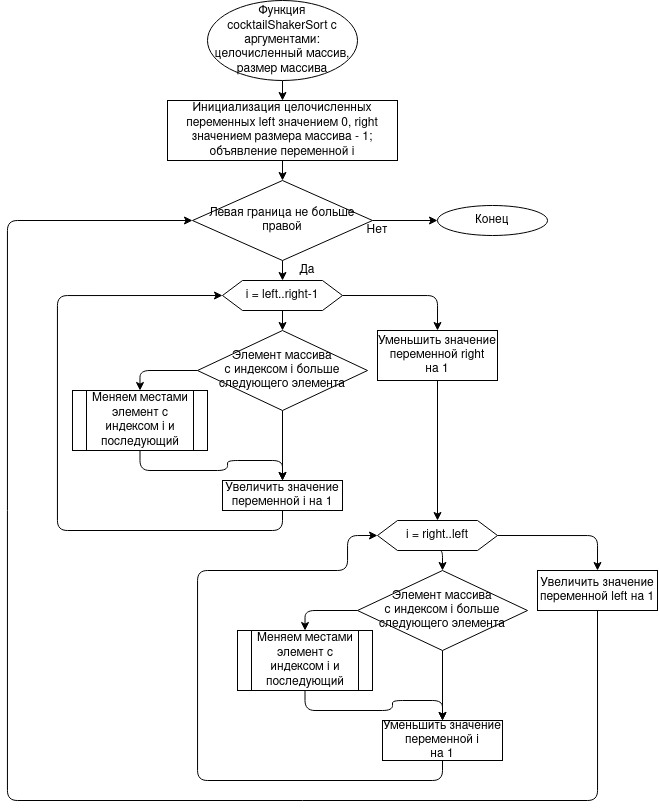 Функция
cocktailShakerSort с
аргументами:
целочисленный массив,
размер массива
Инициализация целочисленных
переменных left значением 0, right
значением размера массива - 1;
объявление переменной i
Левая граница не больше
правой
Нет
Конец
Да
i = left..right-1
Элемент массива
с индексом i больше
следующего элемента
Уменьшить значение
переменной right
на 1
Меняем местами
элемент с
индексом i и
последующий
Увеличить значение
переменной i на 1
i = right..left
Элемент массива
с индексом i больше
следующего элемента
Увеличить значение
переменной left на 1
Меняем местами
элемент с
индексом i и
последующий
Уменьшить значение
переменной i
на 1